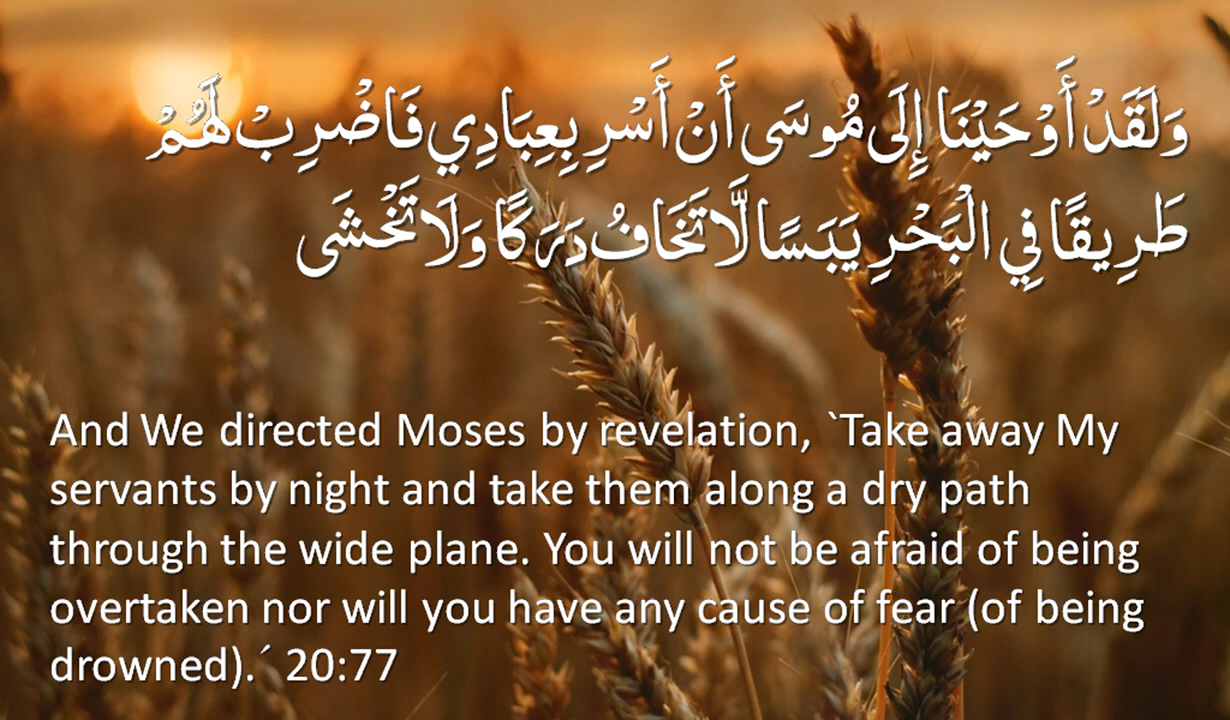 وَلَقَدْ أَوْحَيْنَا إِلَى مُوسَى أَنْ أَسْرِ بِعِبَادِي فَاضْرِبْ لَهُمْ
طَرِيقًا فِي الْبَحْرِ يَبَسًا لَّا تَخَافُ دَرَكًا وَلَا تَخْشَى
And We directed Moses by revelation, `Take away My
servants by night and take them along a dry path
through the wide plane. You will not be afraid of being
overtaken nor will you have any cause of fear (of being
drowned).´ 20:77